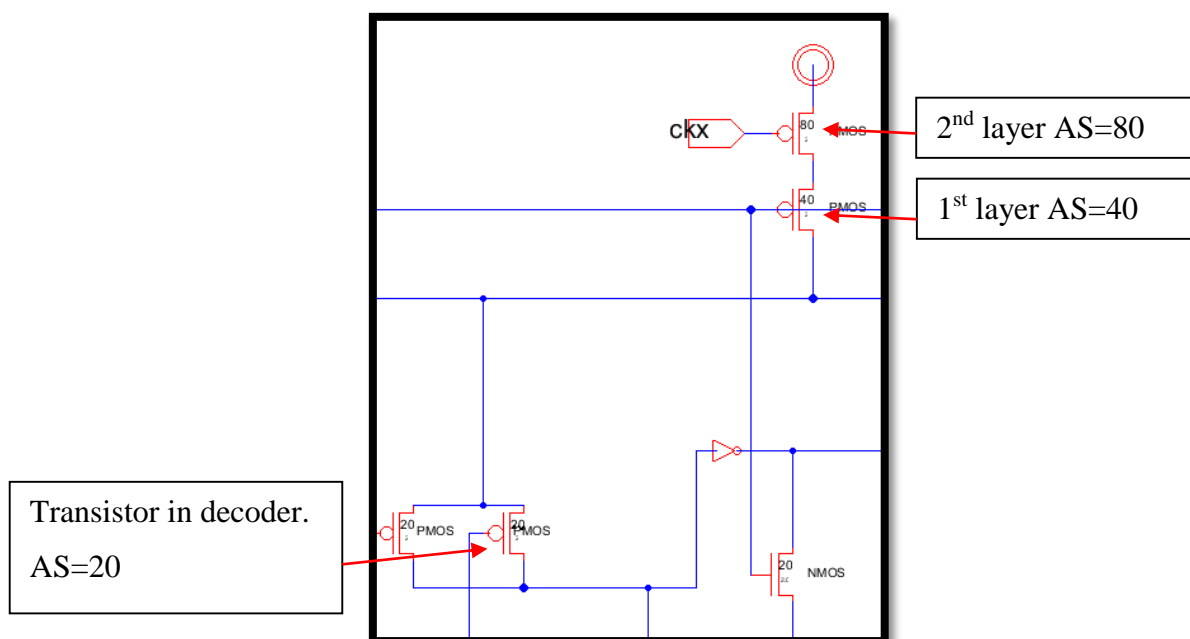 ckx
80
PMOS
2nd layer AS=80
40
PMOS
1st layer AS=40
Transistor in decoder.
AS=20
20
PMOS
20
PMOS
20
NMOS